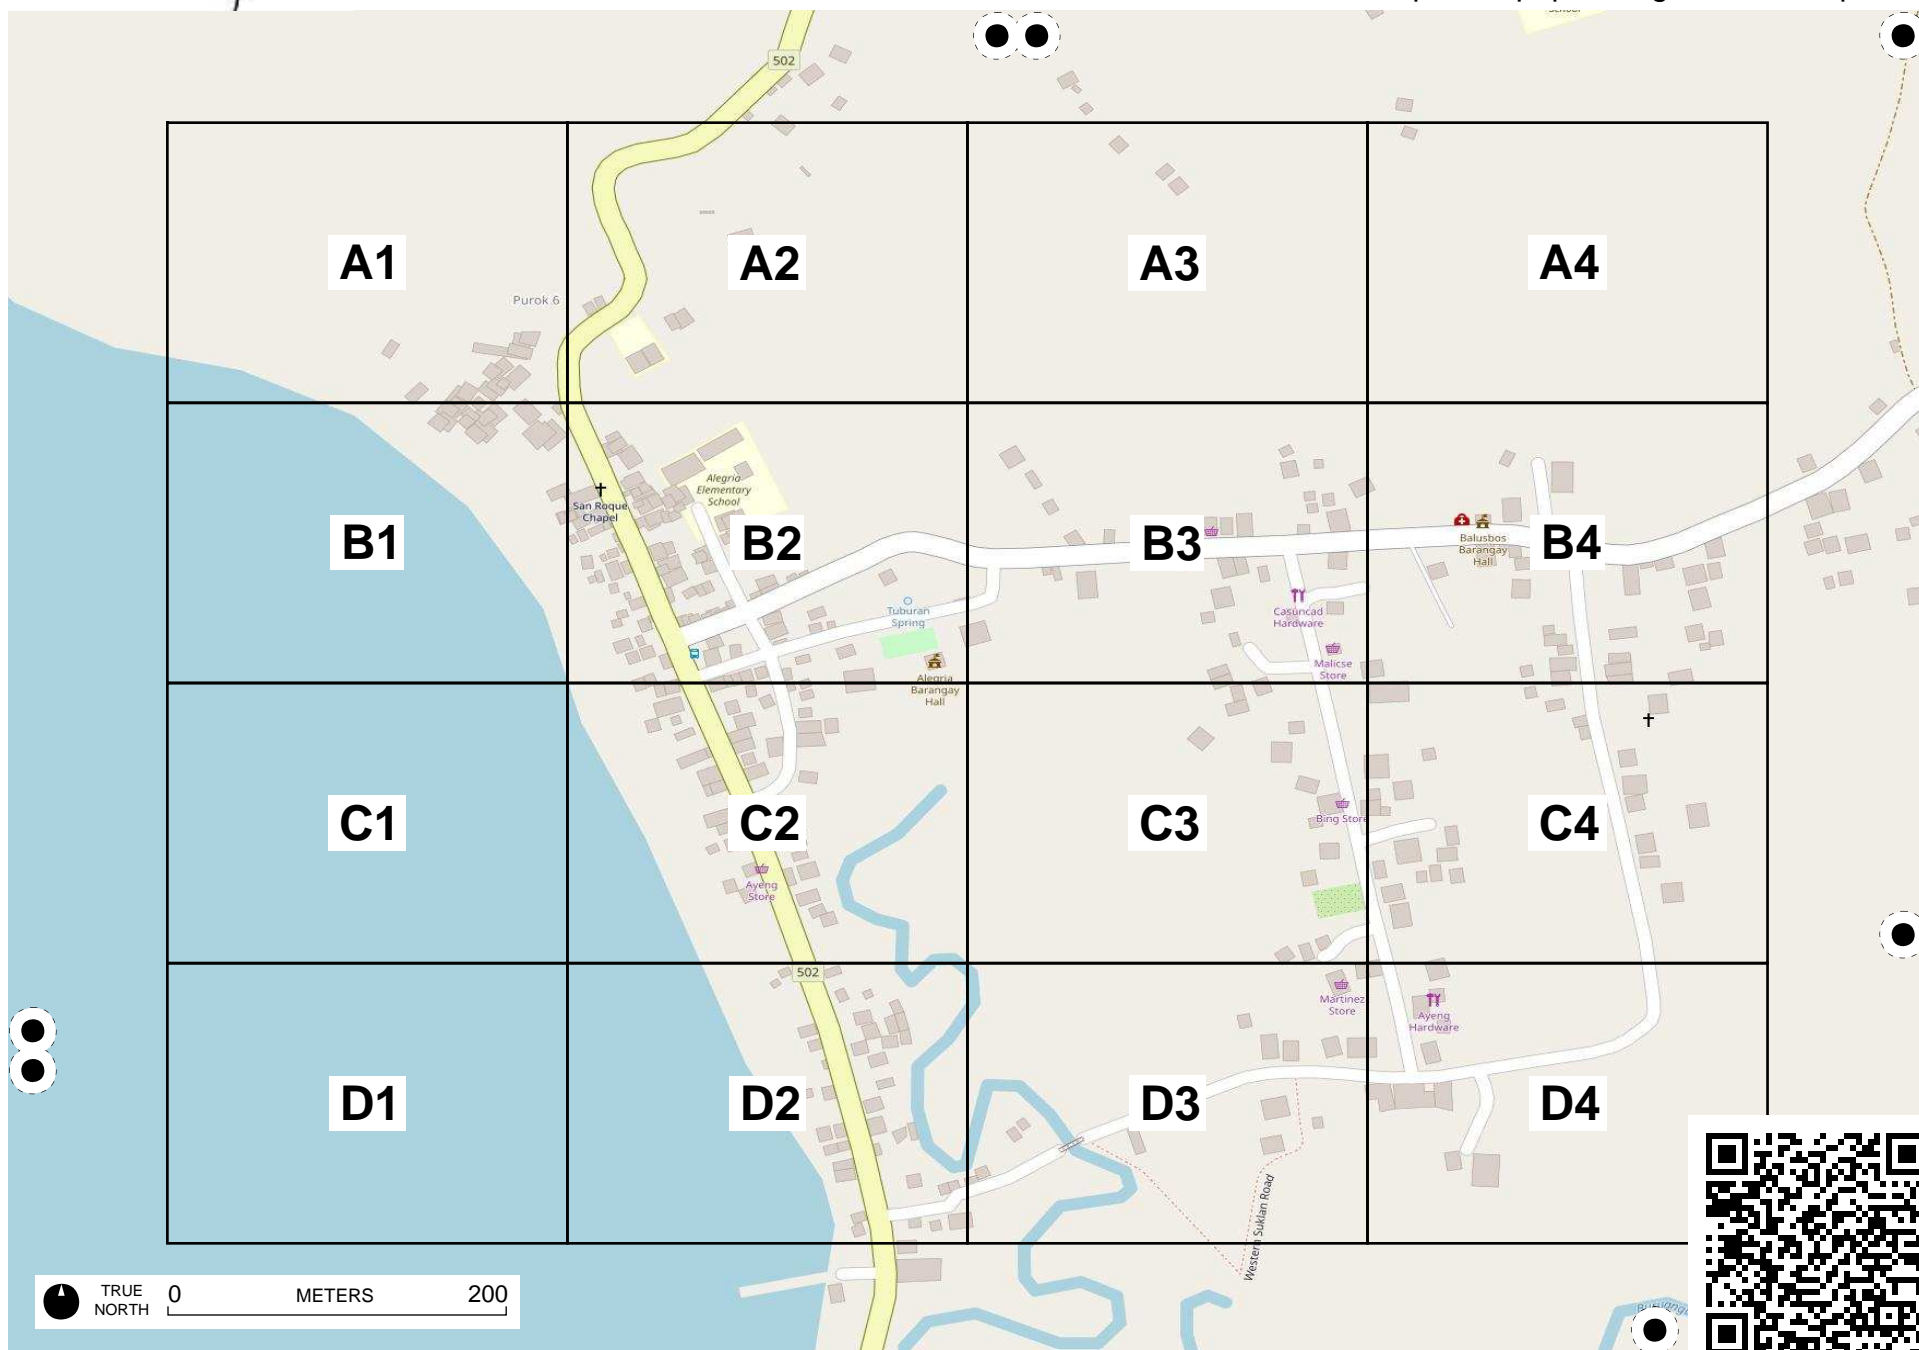 502
A1
A2
A3
A4
Purok 6
Alegria
Elementary
School
San Roque
Chapel
B1
B2
B3
B4
Balusbos
Barangay
Hall
Tuburan
Spring
Casuncad
Hardware
Malicse
Store
Alegria
Barangay
Hall
C1
C2
C3
C4
Bing Store
Ayeng
Store
502
Martinez
Store
Ayeng
Hardware
D1
D2
D3
D4
Western Suklan Road
TRUE
NORTH
0
METERS
200